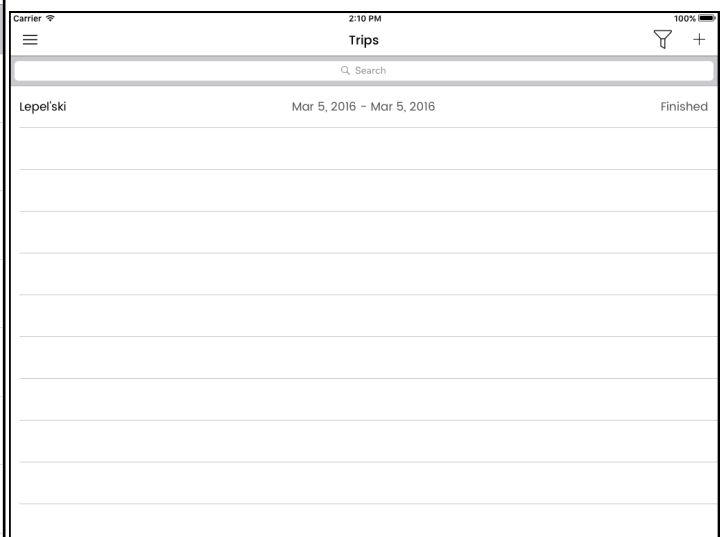 Carrier 2:10 PM 100%
Trips
Search
Lepel'ski Mar 5, 2016 - Mar 5, 2016 Finished